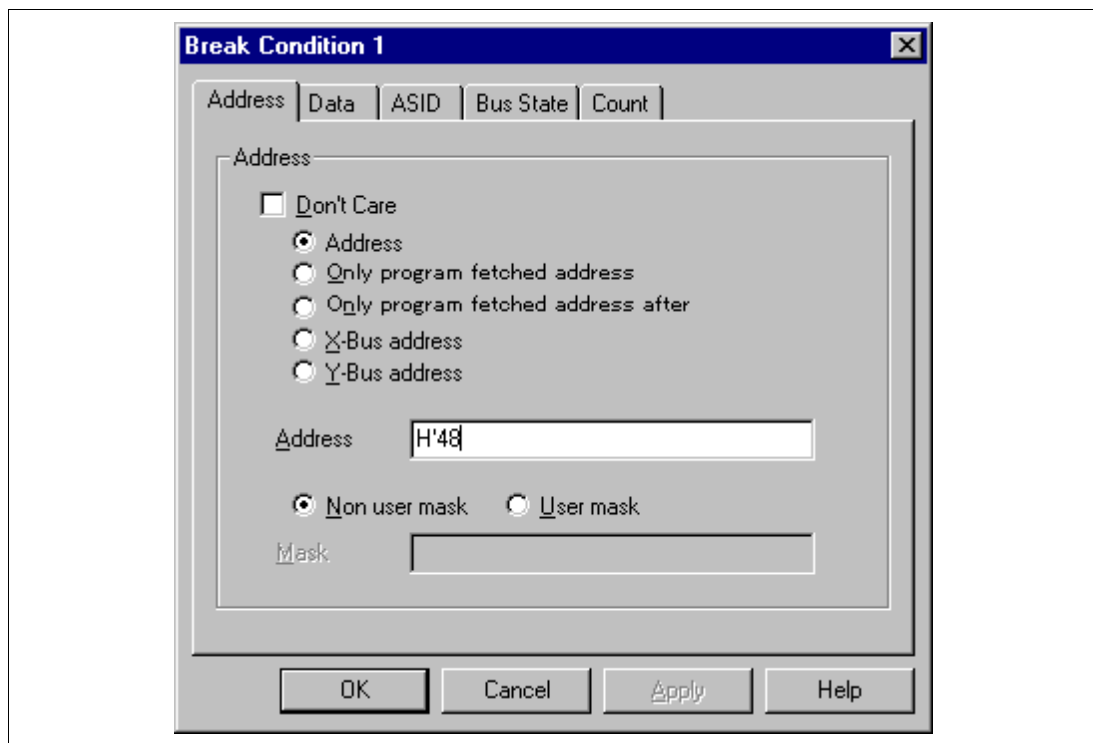 Break Condition 1
Address Data ASID Bus State Count
Address
Don't Care
Address
Only program fetched address
Only program fetched address after
X-Bus address
Y-Bus address
Address H'48
Non user mask User mask
Mask
OK Cancel Apply Help